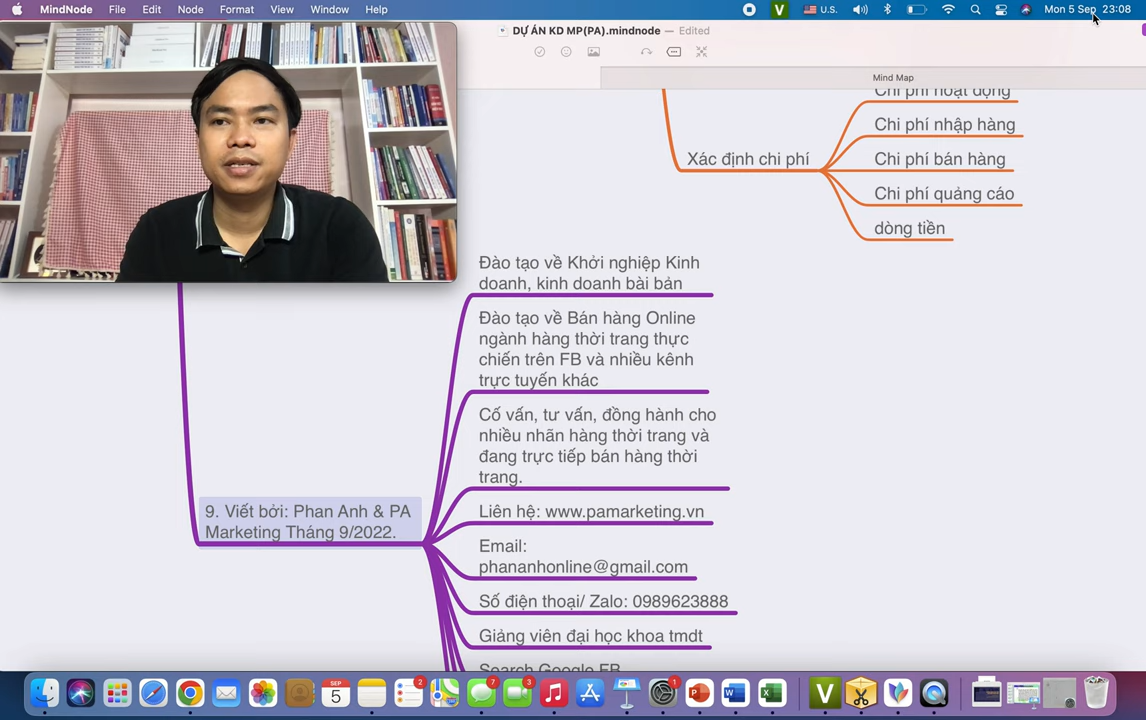 MindNode File Edit Node Format View Window Help
V U.S. Mon 5 Sep 23:08
DỰ ÁN KD MP(PA).mindnode — Edited
Mind Map
Chi phí hoạt động
Chi phí nhập hàng
Xác định chi phí
Chi phí bán hàng
Chi phí quảng cáo
dòng tiền
Đào tạo về Khởi nghiệp Kinh
doanh, kinh doanh bài bản
Đào tạo về Bán hàng Online
ngành hàng thời trang thực
chiến trên FB và nhiều kênh
trực tuyến khác
Cố vấn, tư vấn, đồng hành cho
nhiều nhãn hàng thời trang và
đang trực tiếp bán hàng thời
trang.
9. Viết bởi: Phan Anh & PA
Marketing Tháng 9/2022.
Liên hệ: www.pamarketing.vn
Email:
phananhonline@gmail.com
Số điện thoại/ Zalo: 0989623888
Giảng viên đại học khoa tmdt
Search Google FB
SEP
5
2
7
3
1
P
W
X
V